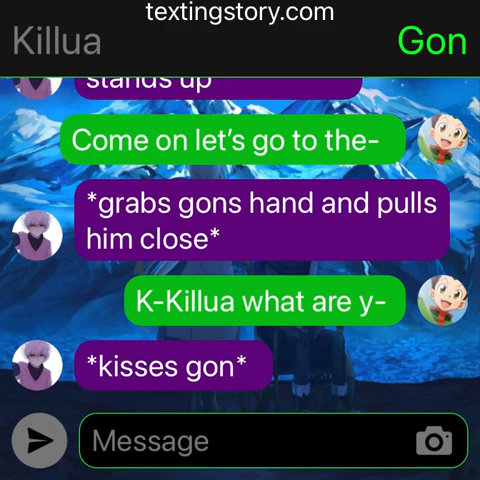 textingstory.com
Killua
Gon
stands up
Come on let’s go to the-
*grabs gons hand and pulls
him close*
K-Killua what are y-
*kisses gon*
Message